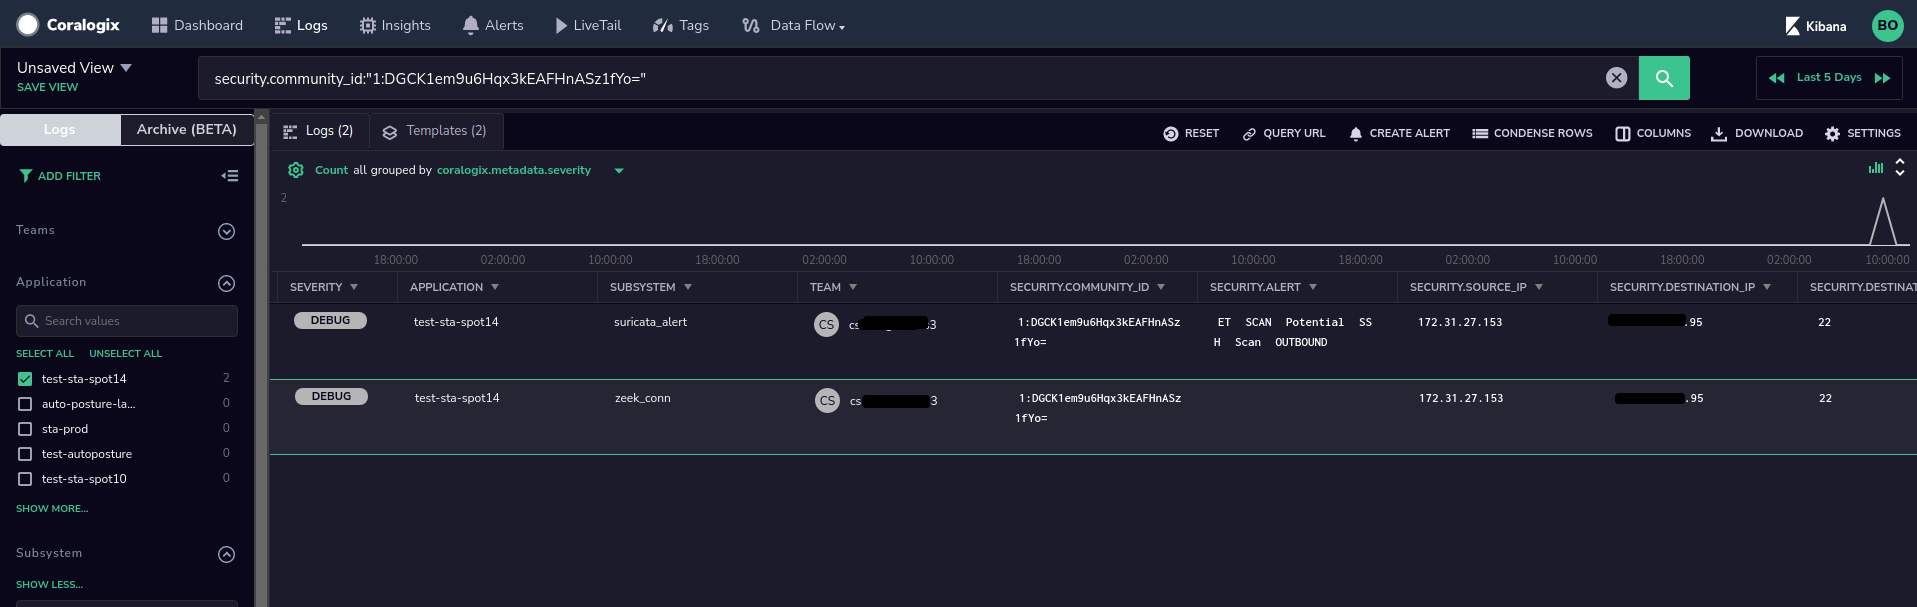 Coralogix Dashboard Logs Insights Alerts LiveTail Tags Data Flow Kibana BO
Unsaved View
SAVE VIEW
security.community_id:"1:DGCK1em9u6Hqx3kEAFHnASz1fYo="
Last 5 Days
Logs Archive (BETA)
Logs (2) Templates (2)
RESET QUERY URL CREATE ALERT CONDENSE ROWS COLUMNS DOWNLOAD SETTINGS
ADD FILTER
Count all grouped by coralogix.metadata.severity
2
18:00:00 02:00:00 10:00:00 18:00:00 02:00:00 10:00:00 18:00:00 02:00:00 10:00:00 18:00:00 02:00:00 10:00:00 18:00:00 02:00:00 10:00:00
Teams
Application
Search values
SELECT ALL UNSELECT ALL
test-sta-spot14 2
auto-posture-la... 0
sta-prod 0
test-autoposture 0
test-sta-spot10 0
SHOW MORE...
Subsystem
SHOW LESS...
SEVERITY APPLICATION SUBSYSTEM TEAM SECURITY.COMMUNITY_ID SECURITY.ALERT SECURITY.SOURCE_IP SECURITY.DESTINATION_IP SECURITY.DESTINAT
DEBUG test-sta-spot14 suricata_alert CS cs 3 1:DGCK1em9u6Hqx3kEAFHnASz ET SCAN Potential SS 172.31.27.153 .95 22
1fYo= H Scan OUTBOUND
DEBUG test-sta-spot14 zeek_conn CS cs 3 1:DGCK1em9u6Hqx3kEAFHnASz 172.31.27.153 .95 22
1fYo=